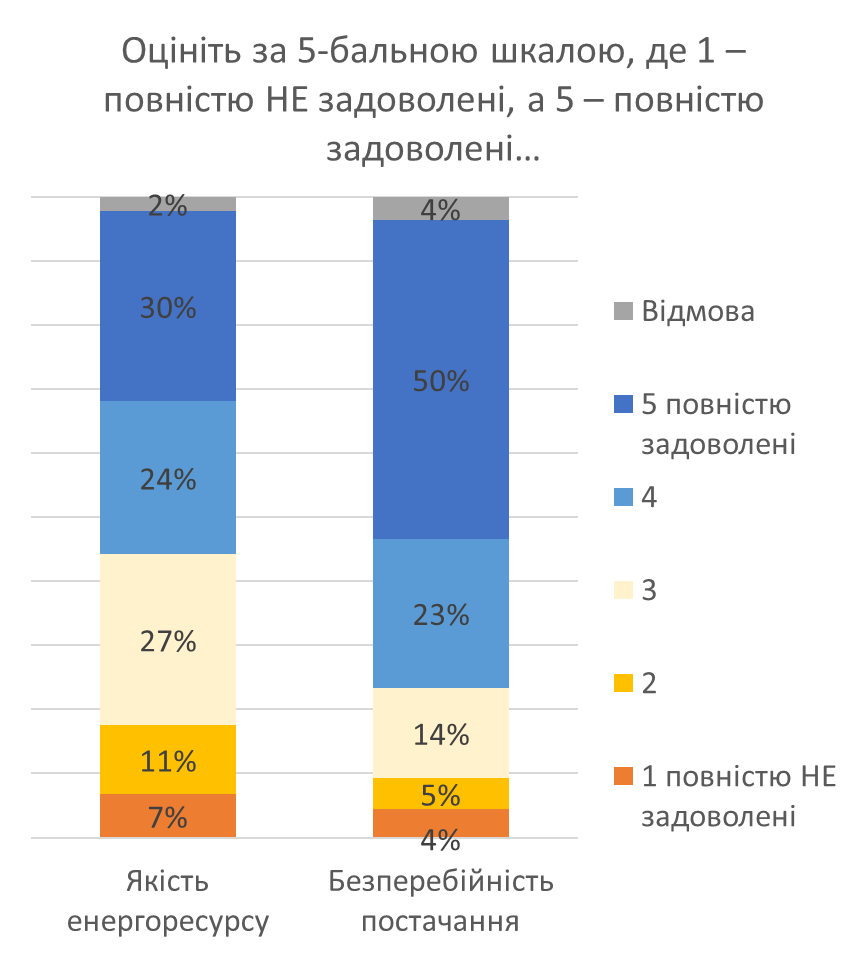 Оцініть за 5-бальною шкалою, де 1 –
повністю НЕ задоволені, а 5 – повністю
задоволені…
2%
4%
30%
50%
24%
23%
27%
14%
11%
5%
7%
4%
Відмова
5 повністю
задоволені
4
3
2
1 повністю НЕ
задоволені
Якість
енергоресурсу
Безперебійність
постачання